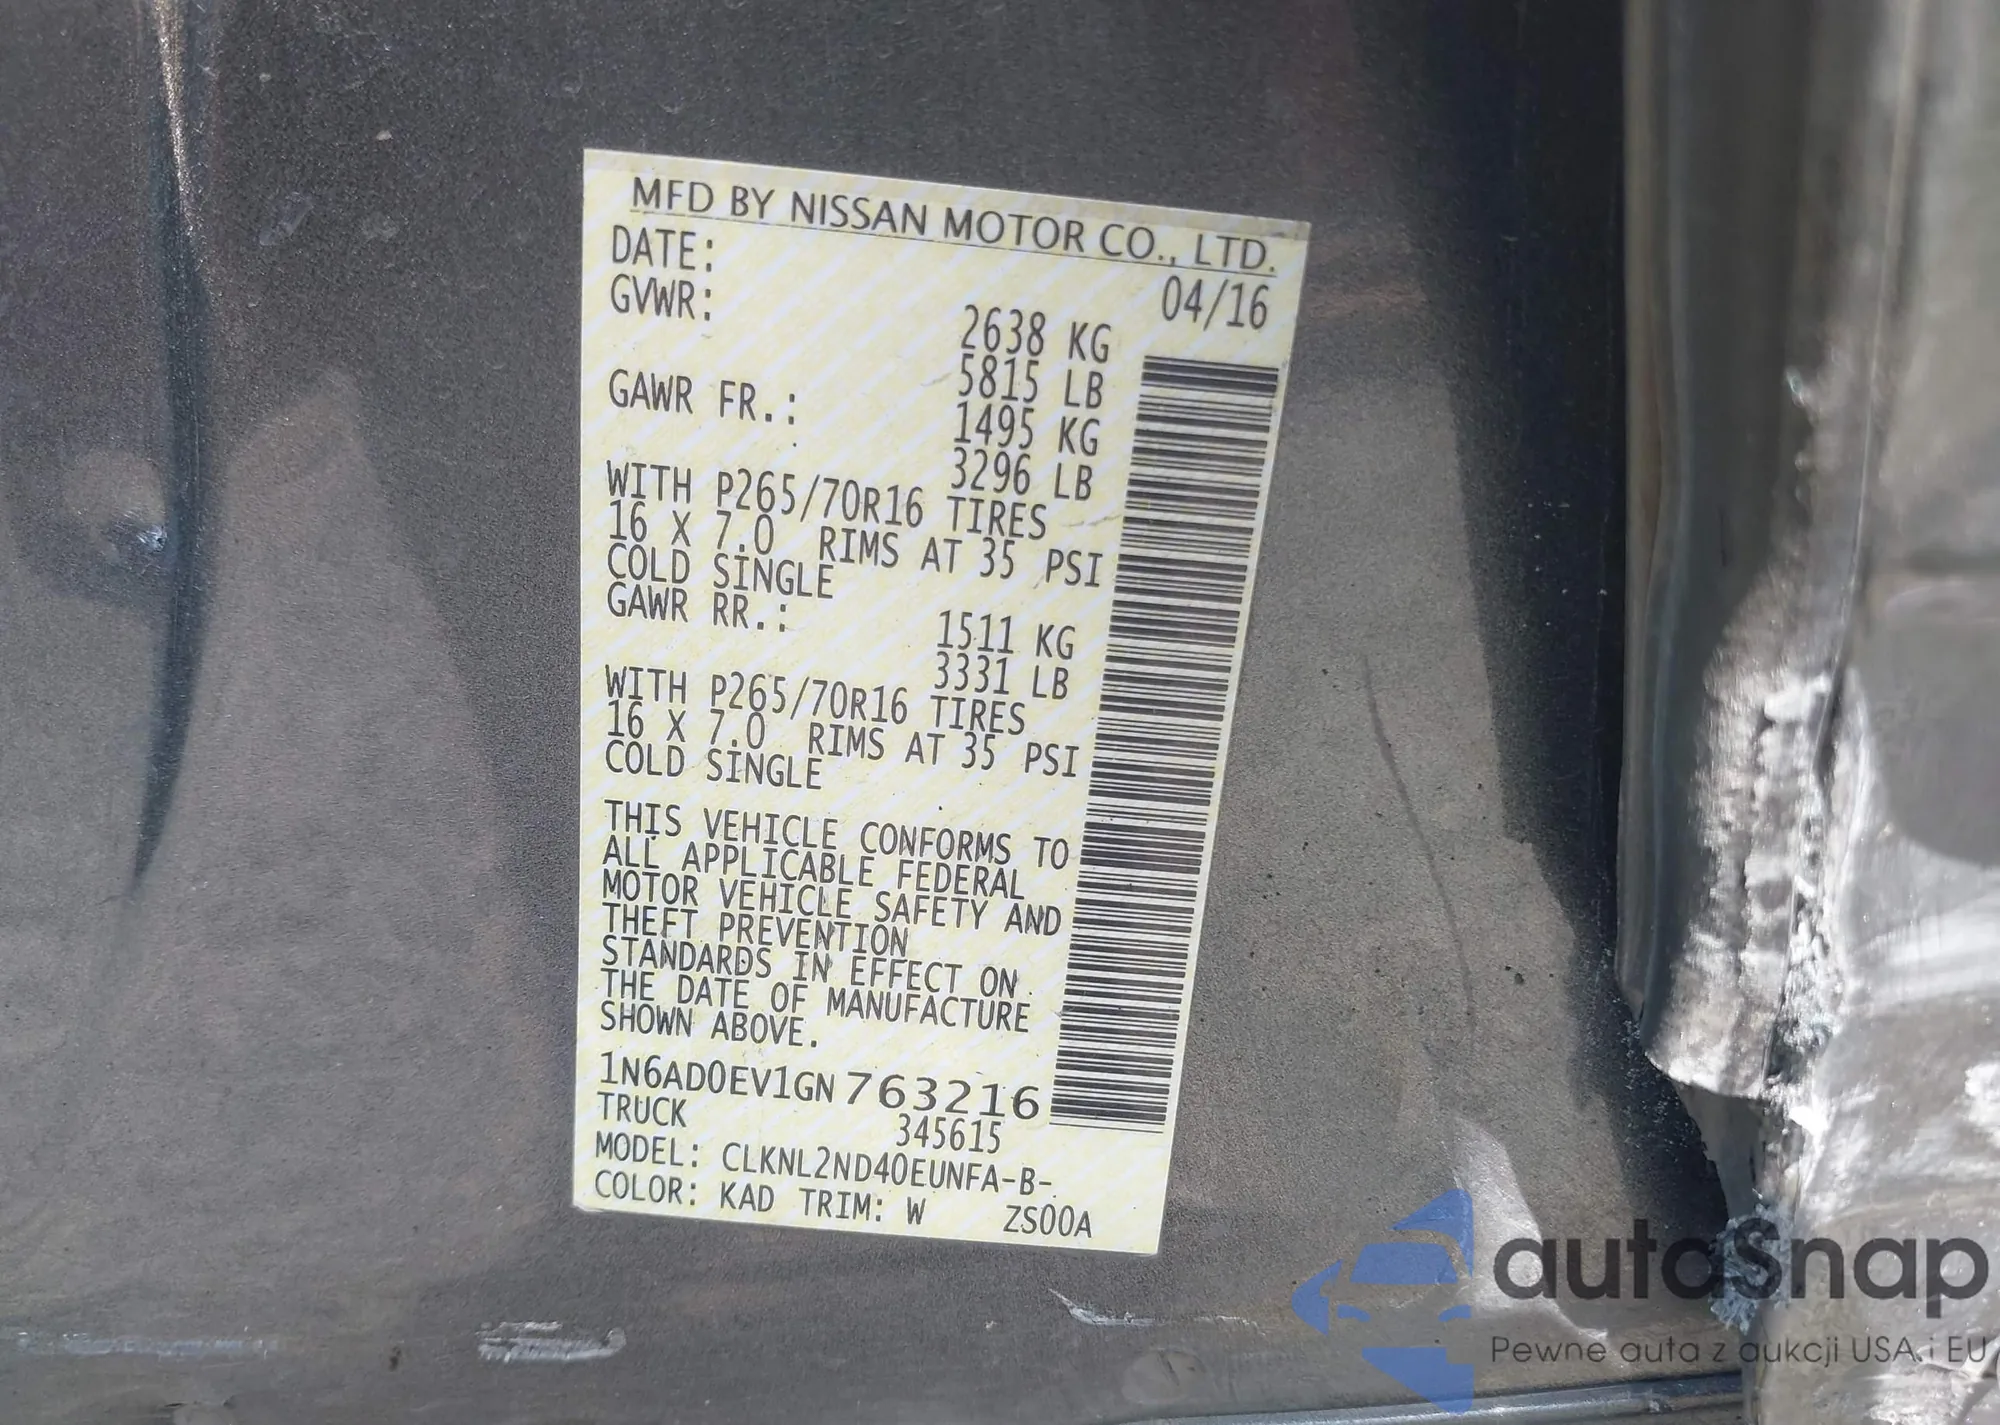 MFD BY NISSAN MOTOR CO., LTD.
DATE: 04/16
GVWR: 2638 KG
5815 LB
GAWR FR.: 1495 KG
3296 LB
WITH P265/70R16 TIRES
16 X 7.0 RIMS AT 35 PSI
COLD SINGLE
GAWR RR.: 1511 KG
3331 LB
WITH P265/70R16 TIRES
16 X 7.0 RIMS AT 35 PSI
COLD SINGLE
THIS VEHICLE CONFORMS TO
ALL APPLICABLE FEDERAL
MOTOR VEHICLE SAFETY AND
THEFT PREVENTION
STANDARDS IN EFFECT ON
THE DATE OF MANUFACTURE
SHOWN ABOVE.
1N6AD0EV1GN763216
TRUCK 345615
MODEL: CLKNL2ND40EUNFA-B-
COLOR: KAD TRIM: W ZS00A
autosnap
Pewne auta z aukcji USA i EU